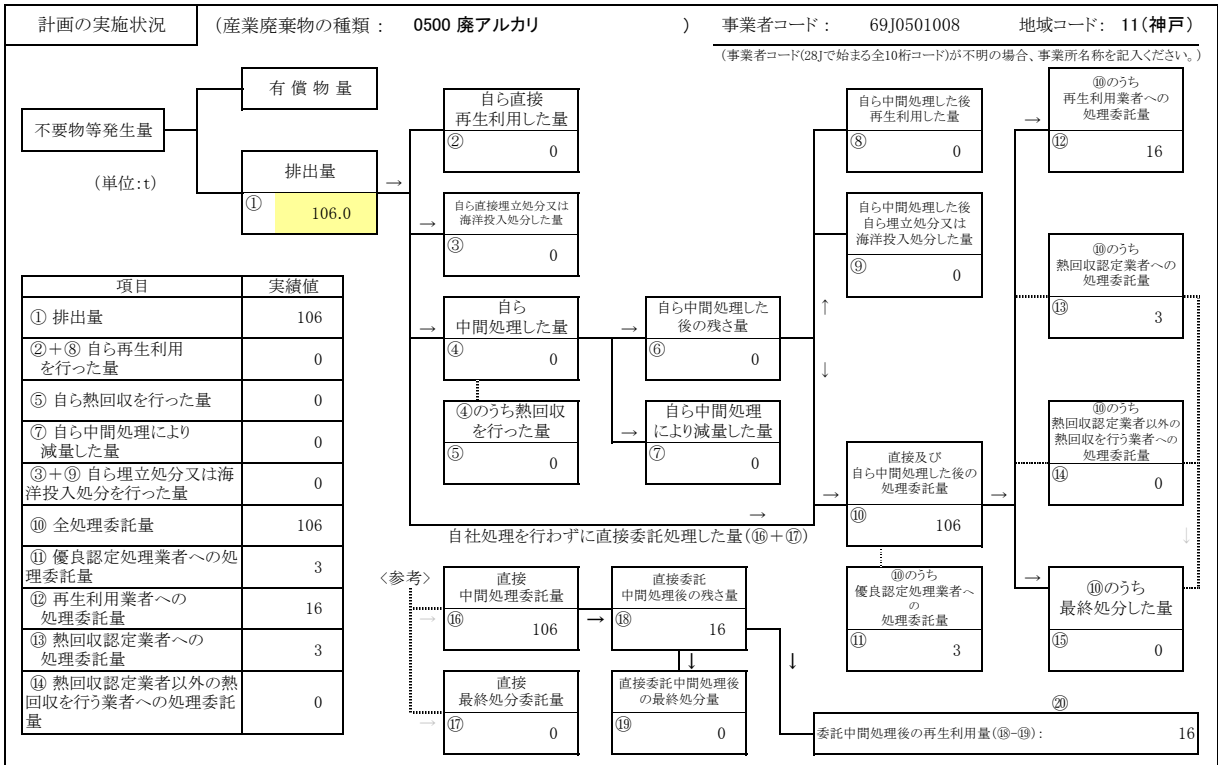 計画の実施状況
(産業廃棄物の種類： 0500 廃アルカリ )
事業者コード： 69J0501008
地域コード： 11(神戸)
(事業者コード(28Jで始まる全10桁コード)が不明の場合、事業所名称を記入ください。)
不要物等発生量
(単位:t)
有 償 物 量
排出量
→
① 106.0
自ら直接
再生利用した量
② 0
→
自ら直接埋立処分又は
海洋投入処分した量
③ 0
→
自ら
中間処理した量
④ 0
④のうち熱回収
を行った量
⑤ 0
→
自ら中間処理した
後の残さ量
⑥ 0
→
自ら中間処理
により減量した量
⑦ 0
自ら中間処理した後
再生利用した量
⑧ 0
自ら中間処理した後
自ら埋立処分又は
海洋投入処分した量
⑨ 0
↑
↓
→
直接及び
自ら中間処理した後の
処理委託量
⑩ 106
→
⑩のうち
優良認定処理業者へ
の
処理委託量
⑪ 3
→
⑩のうち
再生利用業者への
処理委託量
⑫ 16
⑩のうち
熱回収認定業者への
処理委託量
⑬ 3
⑩のうち
熱回収認定業者以外の
熱回収を行う業者への
処理委託量
⑭ 0
↓
→
⑩のうち
最終処分した量
⑮ 0
→
自社処理を行わずに直接委託処理した量(⑯＋⑰)
項目 実績値
① 排出量 106
②＋⑧ 自ら再生利用
を行った量 0
⑤ 自ら熱回収を行った量 0
⑦ 自ら中間処理により
減量した量 0
③＋⑨ 自ら埋立処分又は海
洋投入処分を行った量 0
⑩ 全処理委託量 106
⑪ 優良認定処理業者への処
理委託量 3
⑫ 再生利用業者への
処理委託量 16
⑬ 熱回収認定業者への
処理委託量 3
⑭ 熱回収認定業者以外の熱
回収を行う業者への処理委託
量 0
〈参考〉
→
直接
中間処理委託量
⑯ 106
→
直接委託
中間処理後の残さ量
⑱ 16
↓
↓
→
直接
最終処分委託量
⑰ 0
直接委託中間処理後
の最終処分量
⑲ 0
⑳
委託中間処理後の再生利用量(⑱-⑲)： 16